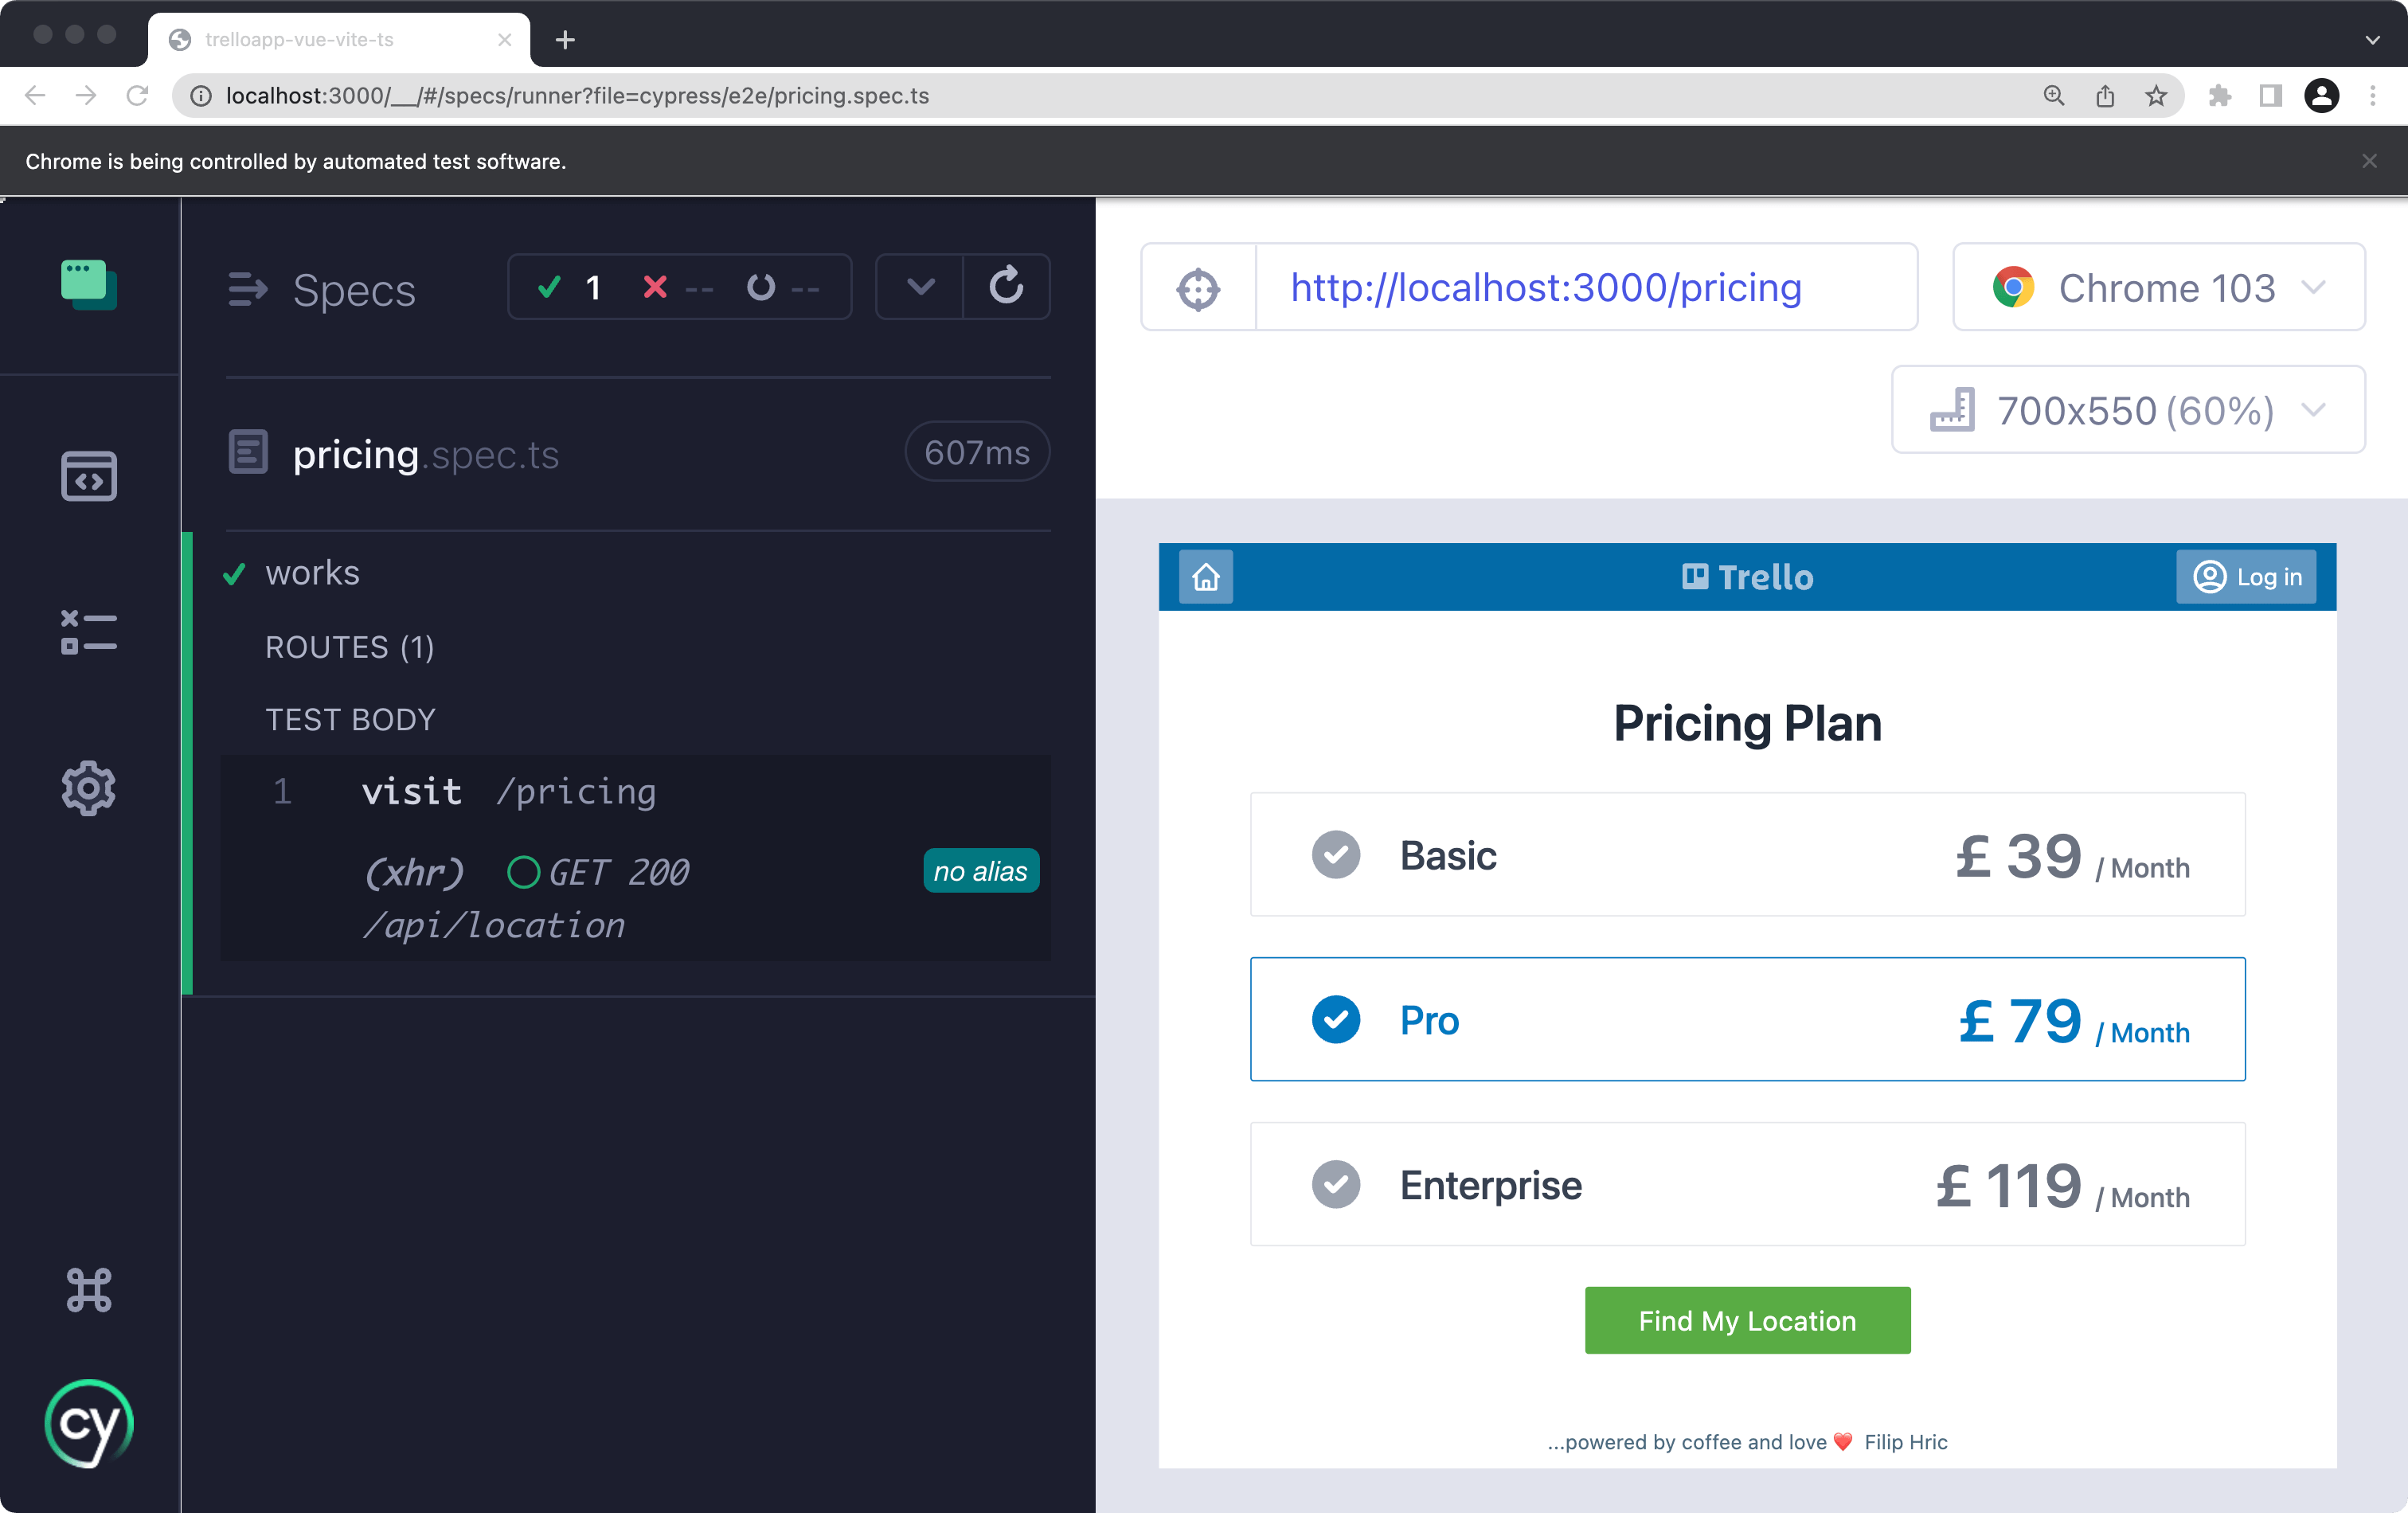 trelloapp-vue-vite-ts
localhost:3000/__/#/specs/runner?file=cypress/e2e/pricing.spec.ts
Chrome is being controlled by automated test software.
Specs
1 -- --
pricing.spec.ts
607ms
works
ROUTES (1)
TEST BODY
1 visit /pricing
(xhr) GET 200
no alias
/api/location
cy
http://localhost:3000/pricing
Chrome 103
700x550 (60%)
Trello
Log in
Pricing Plan
Basic
£ 39 / Month
Pro
£ 79 / Month
Enterprise
£ 119 / Month
Find My Location
...powered by coffee and love ❤️ Filip Hric